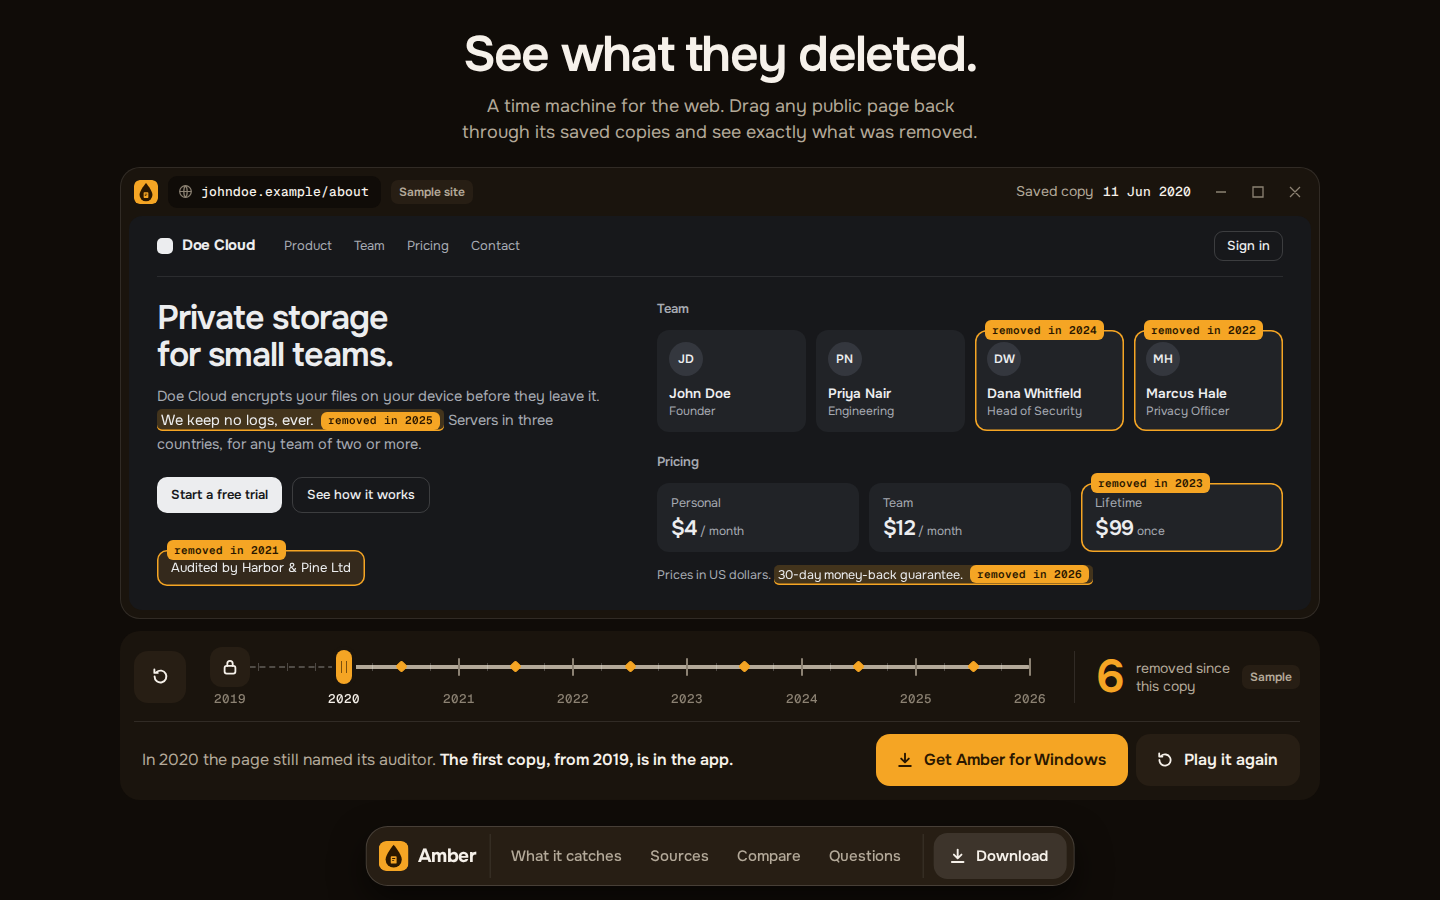 See what they deleted.
A time machine for the web. Drag any public page back
through its saved copies and see exactly what was removed.
johndoe.example/about
Sample site
Saved copy 11 Jun 2020
Doe Cloud
Product
Team
Pricing
Contact
Sign in
Private storage
for small teams.
Doe Cloud encrypts your files on your device before they leave it.
We keep no logs, ever. removed in 2025 Servers in three
countries, for any team of two or more.
Start a free trial
See how it works
removed in 2021
Audited by Harbor & Pine Ltd
Team
JD
John Doe
Founder
PN
Priya Nair
Engineering
removed in 2024
DW
Dana Whitfield
Head of Security
removed in 2022
MH
Marcus Hale
Privacy Officer
Pricing
Personal
$4 / month
Team
$12 / month
removed in 2023
Lifetime
$99 once
Prices in US dollars. 30-day money-back guarantee. removed in 2026
2019
2020
2021
2022
2023
2024
2025
2026
6
removed since
this copy
Sample
In 2020 the page still named its auditor. The first copy, from 2019, is in the app.
Get Amber for Windows
Play it again
Amber
What it catches
Sources
Compare
Questions
Download